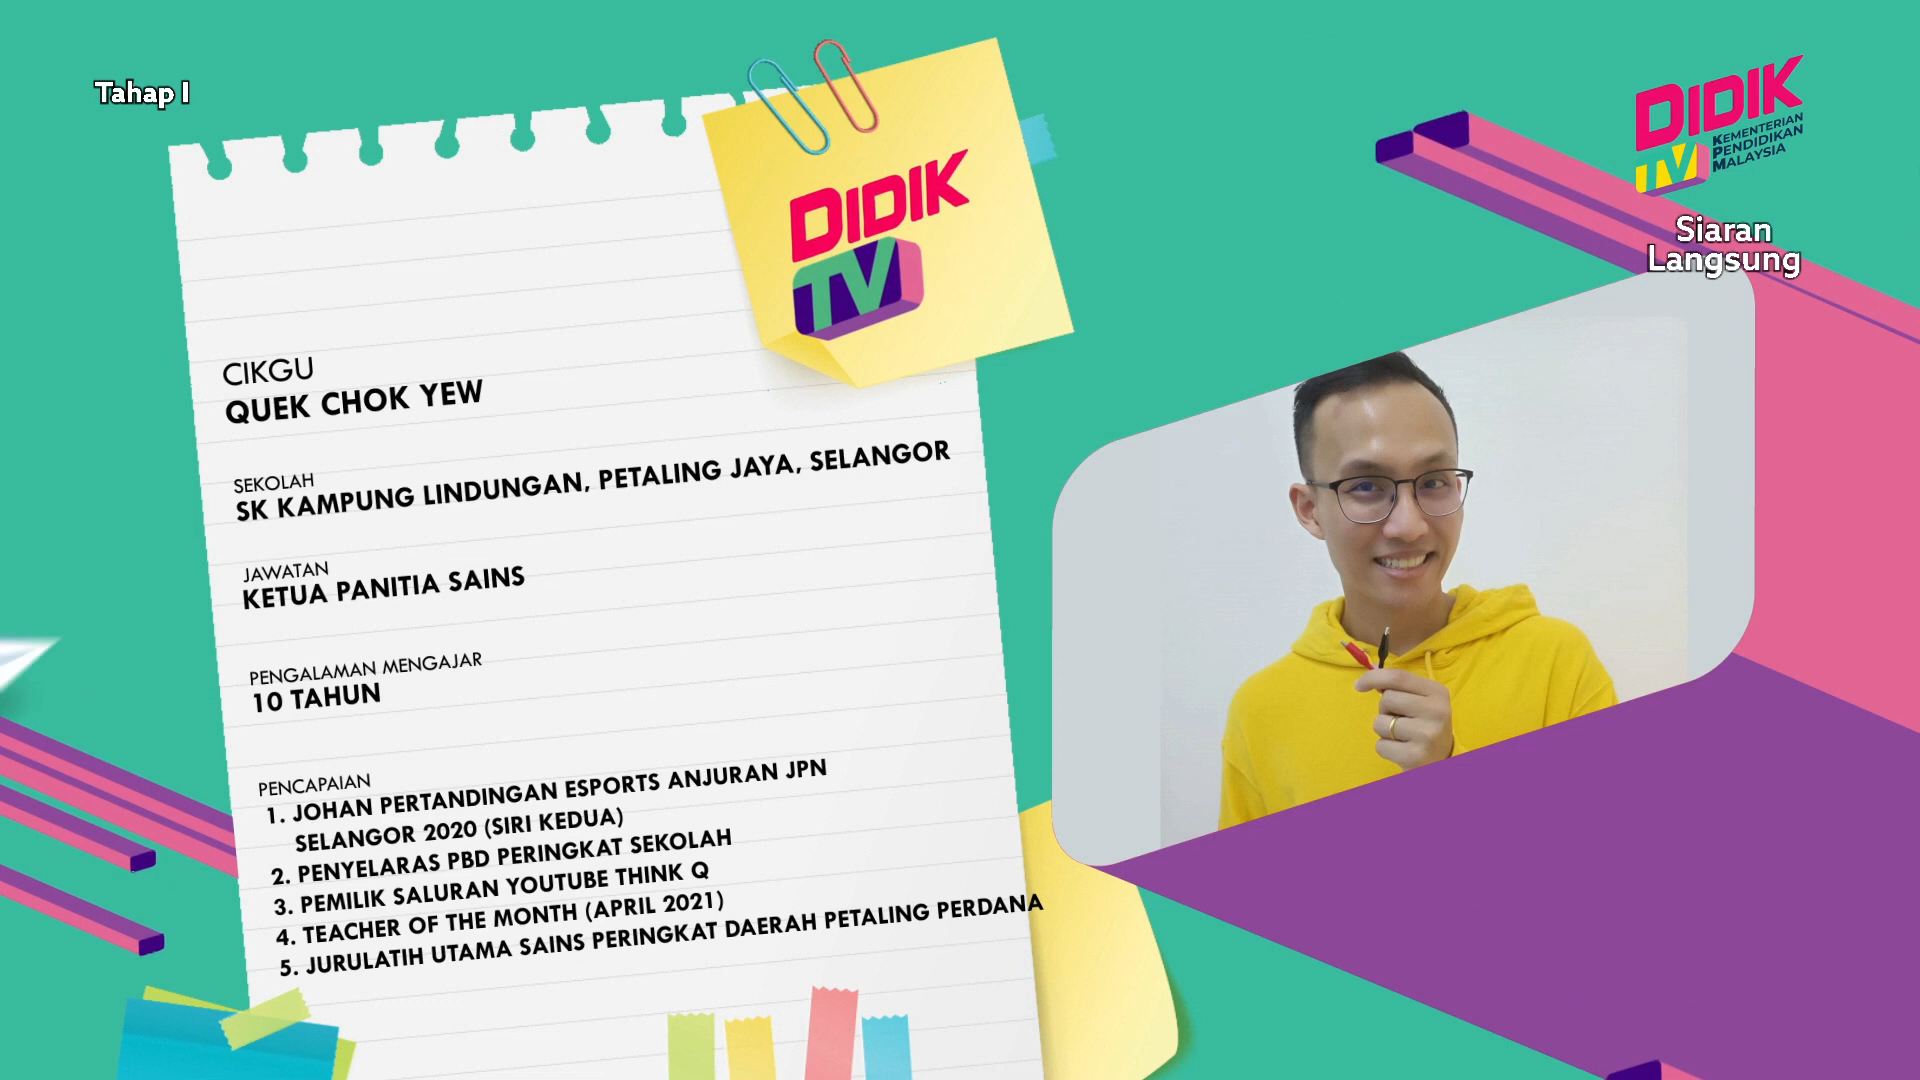 Tahap I
DIDIK
TV
KEMENTERIAN
PENDIDIKAN
MALAYSIA
Siaran
Langsung
DIDIK
TV
CIKGU
QUEK CHOK YEW
SEKOLAH
SK KAMPUNG LINDUNGAN, PETALING JAYA, SELANGOR
JAWATAN
KETUA PANITIA SAINS
PENGALAMAN MENGAJAR
10 TAHUN
PENCAPAIAN
1. JOHAN PERTANDINGAN ESPORTS ANJURAN JPN
SELANGOR 2020 (SIRI KEDUA)
2. PENYELARAS PBD PERINGKAT SEKOLAH
3. PEMILIK SALURAN YOUTUBE THINK Q
4. TEACHER OF THE MONTH (APRIL 2021)
5. JURULATIH UTAMA SAINS PERINGKAT DAERAH PETALING PERDANA